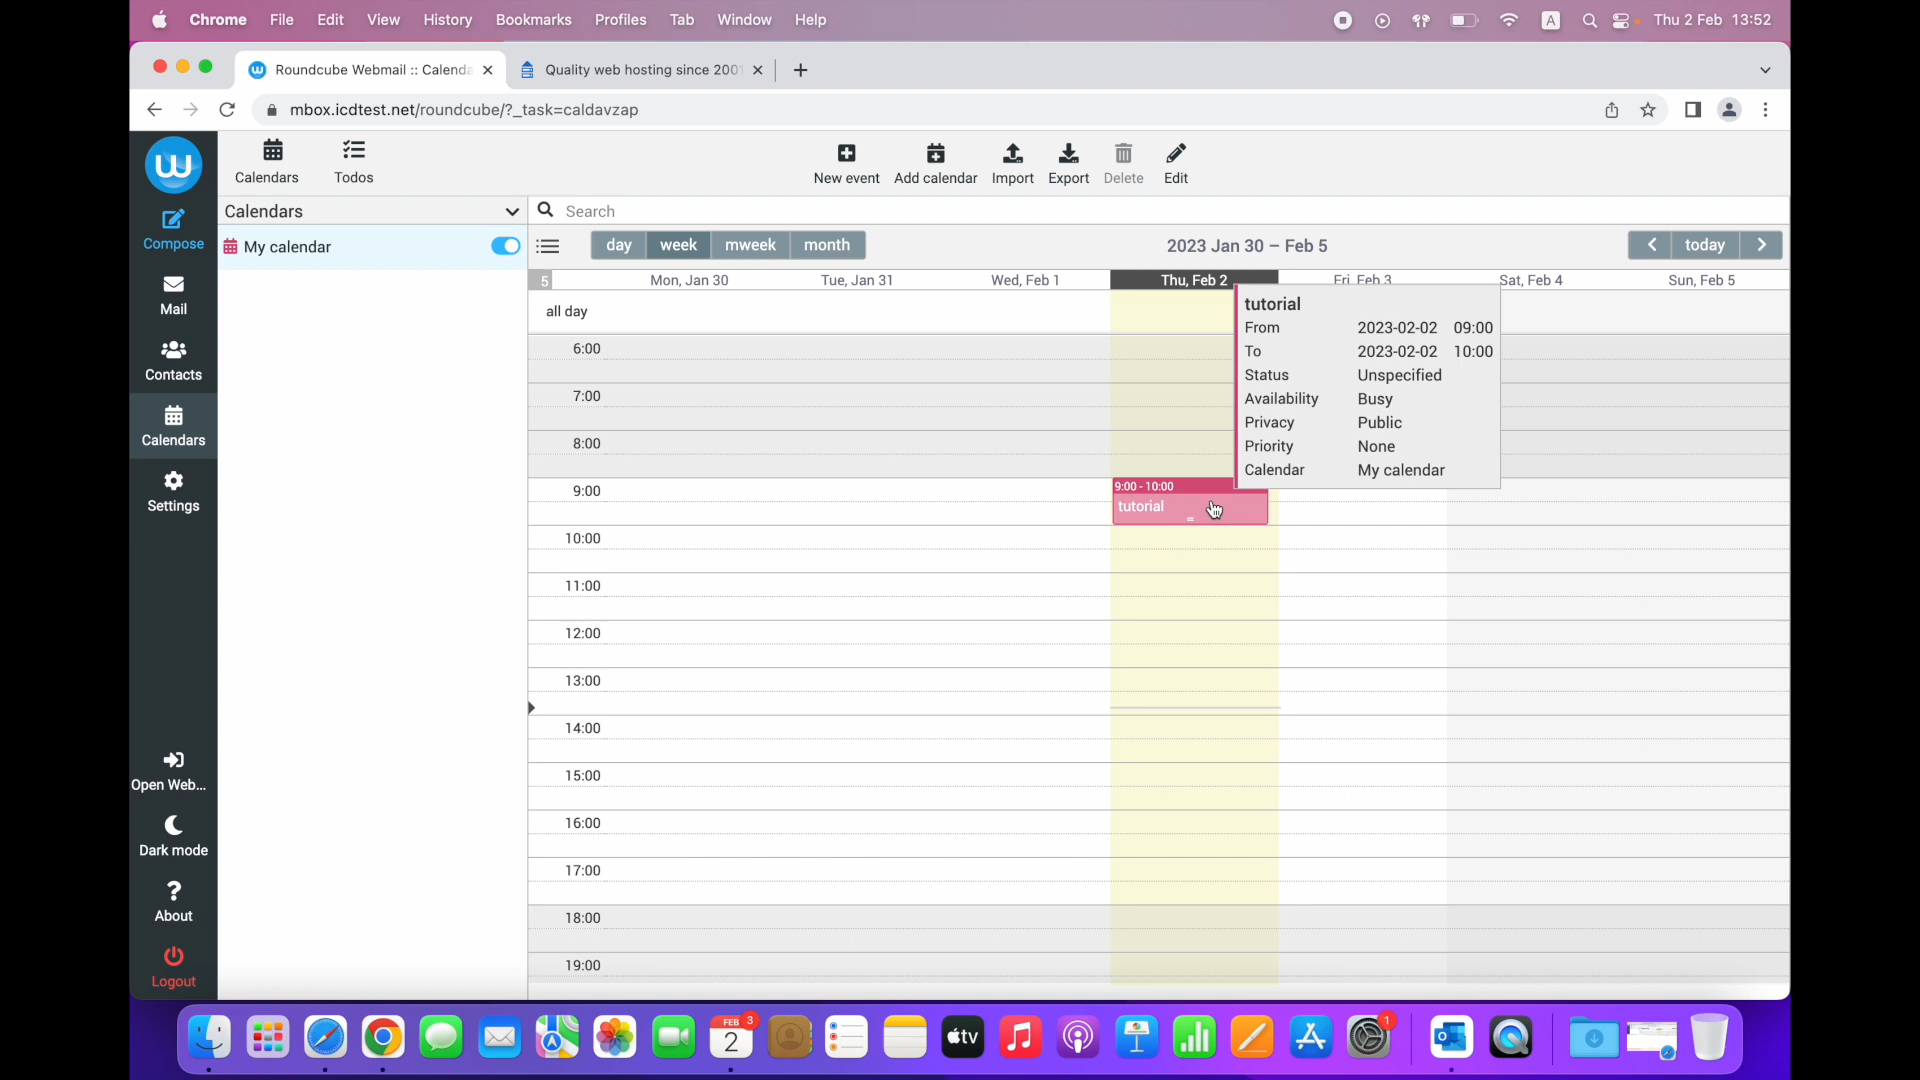 Chrome File Edit View History Bookmarks Profiles Tab Window Help A Thu 2 Feb 13:52
Roundcube Webmail :: Calenda Quality web hosting since 2001
mbox.icdtest.net/roundcube/?_task=caldavzap
Calendars Todos New event Add calendar Import Export Delete Edit
Compose
Mail
Contacts
Calendars
Settings
Open Web...
Dark mode
About
Logout
Calendars
My calendar
Search
day week mweek month 2023 Jan 30 – Feb 5 today
5 Mon, Jan 30 Tue, Jan 31 Wed, Feb 1 Thu, Feb 2 Fri, Feb 3 Sat, Feb 4 Sun, Feb 5
all day
6:00
7:00
8:00
9:00
10:00
11:00
12:00
13:00
14:00
15:00
16:00
17:00
18:00
19:00
9:00 - 10:00
tutorial
tutorial
From 2023-02-02 09:00
To 2023-02-02 10:00
Status Unspecified
Availability Busy
Privacy Public
Priority None
Calendar My calendar
FEB 3
2
tv
1